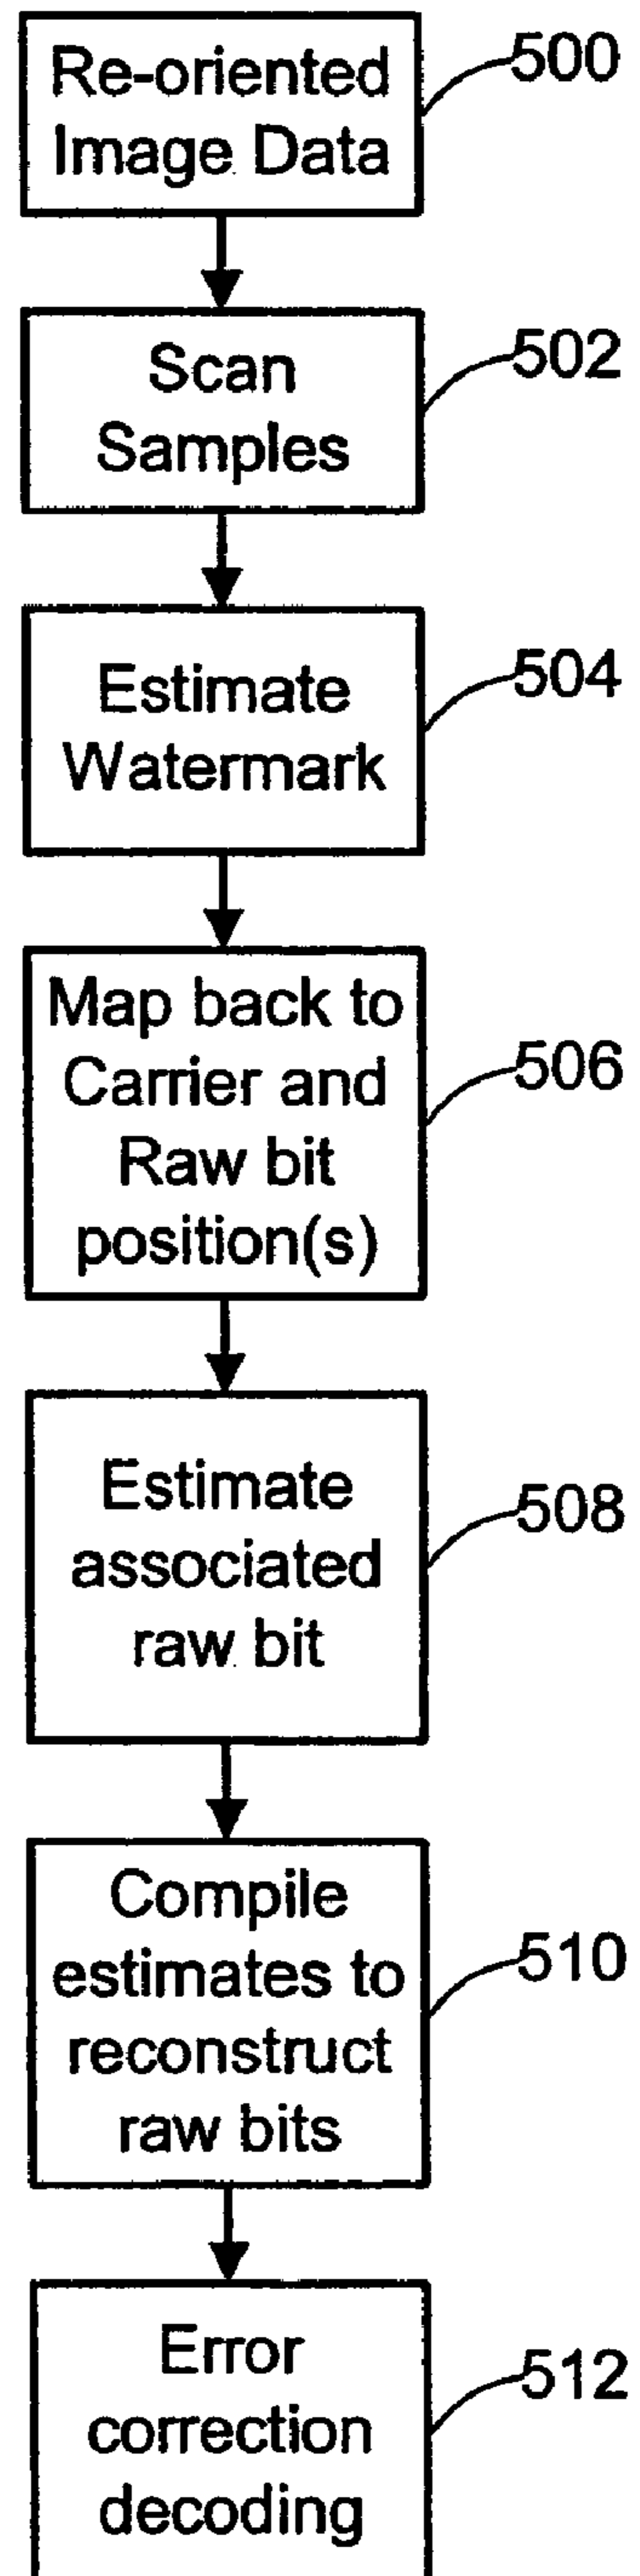 Re-oriented
Image Data
500
Scan
Samples
502
Estimate
Watermark
504
Map back to
Carrier and
Raw bit
position(s)
506
Estimate
associated
raw bit
508
Compile
estimates to
reconstruct
raw bits
510
Error
correction
decoding
512